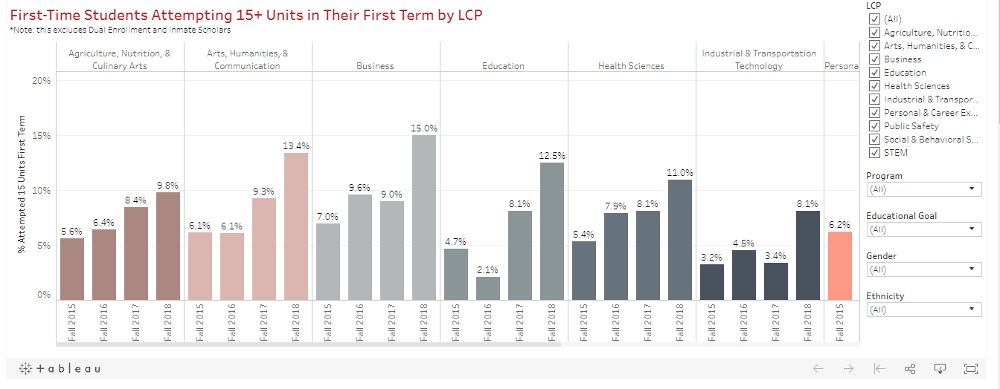 First-Time Students Attempting 15+ Units in Their First Term by LCP
*Note: this excludes Dual Enrollment and Inmate Scholars
Agriculture, Nutrition, &
Culinary Arts
Arts, Humanities, &
Communication
Business
Education
Health Sciences
Industrial & Transportation
Technology
Persona
% Attempted 15 Units First Term
20%
15%
10%
5%
0%
5.6%
6.4%
8.4%
9.8%
6.1%
6.1%
9.3%
13.4%
7.0%
9.6%
9.0%
15.0%
4.7%
2.1%
8.1%
12.5%
5.4%
7.9%
8.1%
11.0%
3.2%
4.5%
3.4%
8.1%
6.2%
Fall 2015
Fall 2016
Fall 2017
Fall 2018
Fall 2015
Fall 2016
Fall 2017
Fall 2018
Fall 2015
Fall 2016
Fall 2017
Fall 2018
Fall 2015
Fall 2016
Fall 2017
Fall 2018
Fall 2015
Fall 2016
Fall 2017
Fall 2018
Fall 2015
Fall 2016
Fall 2017
Fall 2018
Fall 2015
LCP
(All)
Agriculture, Nutritio...
Arts, Humanities, & C...
Business
Education
Health Sciences
Industrial & Transpor...
Personal & Career Ex...
Public Safety
Social & Behavioral S...
STEM
Program
(All)
Educational Goal
(All)
Gender
(All)
Ethnicity
(All)
+ableau